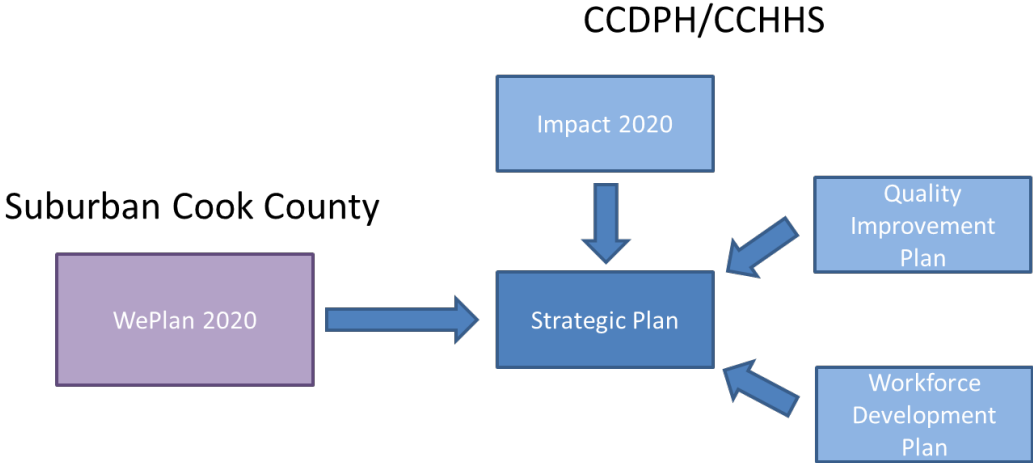 CCDPH/CCHHS
Impact 2020
Suburban Cook County
Quality
Improvement
Plan
WePlan 2020
Strategic Plan
Workforce
Development
Plan